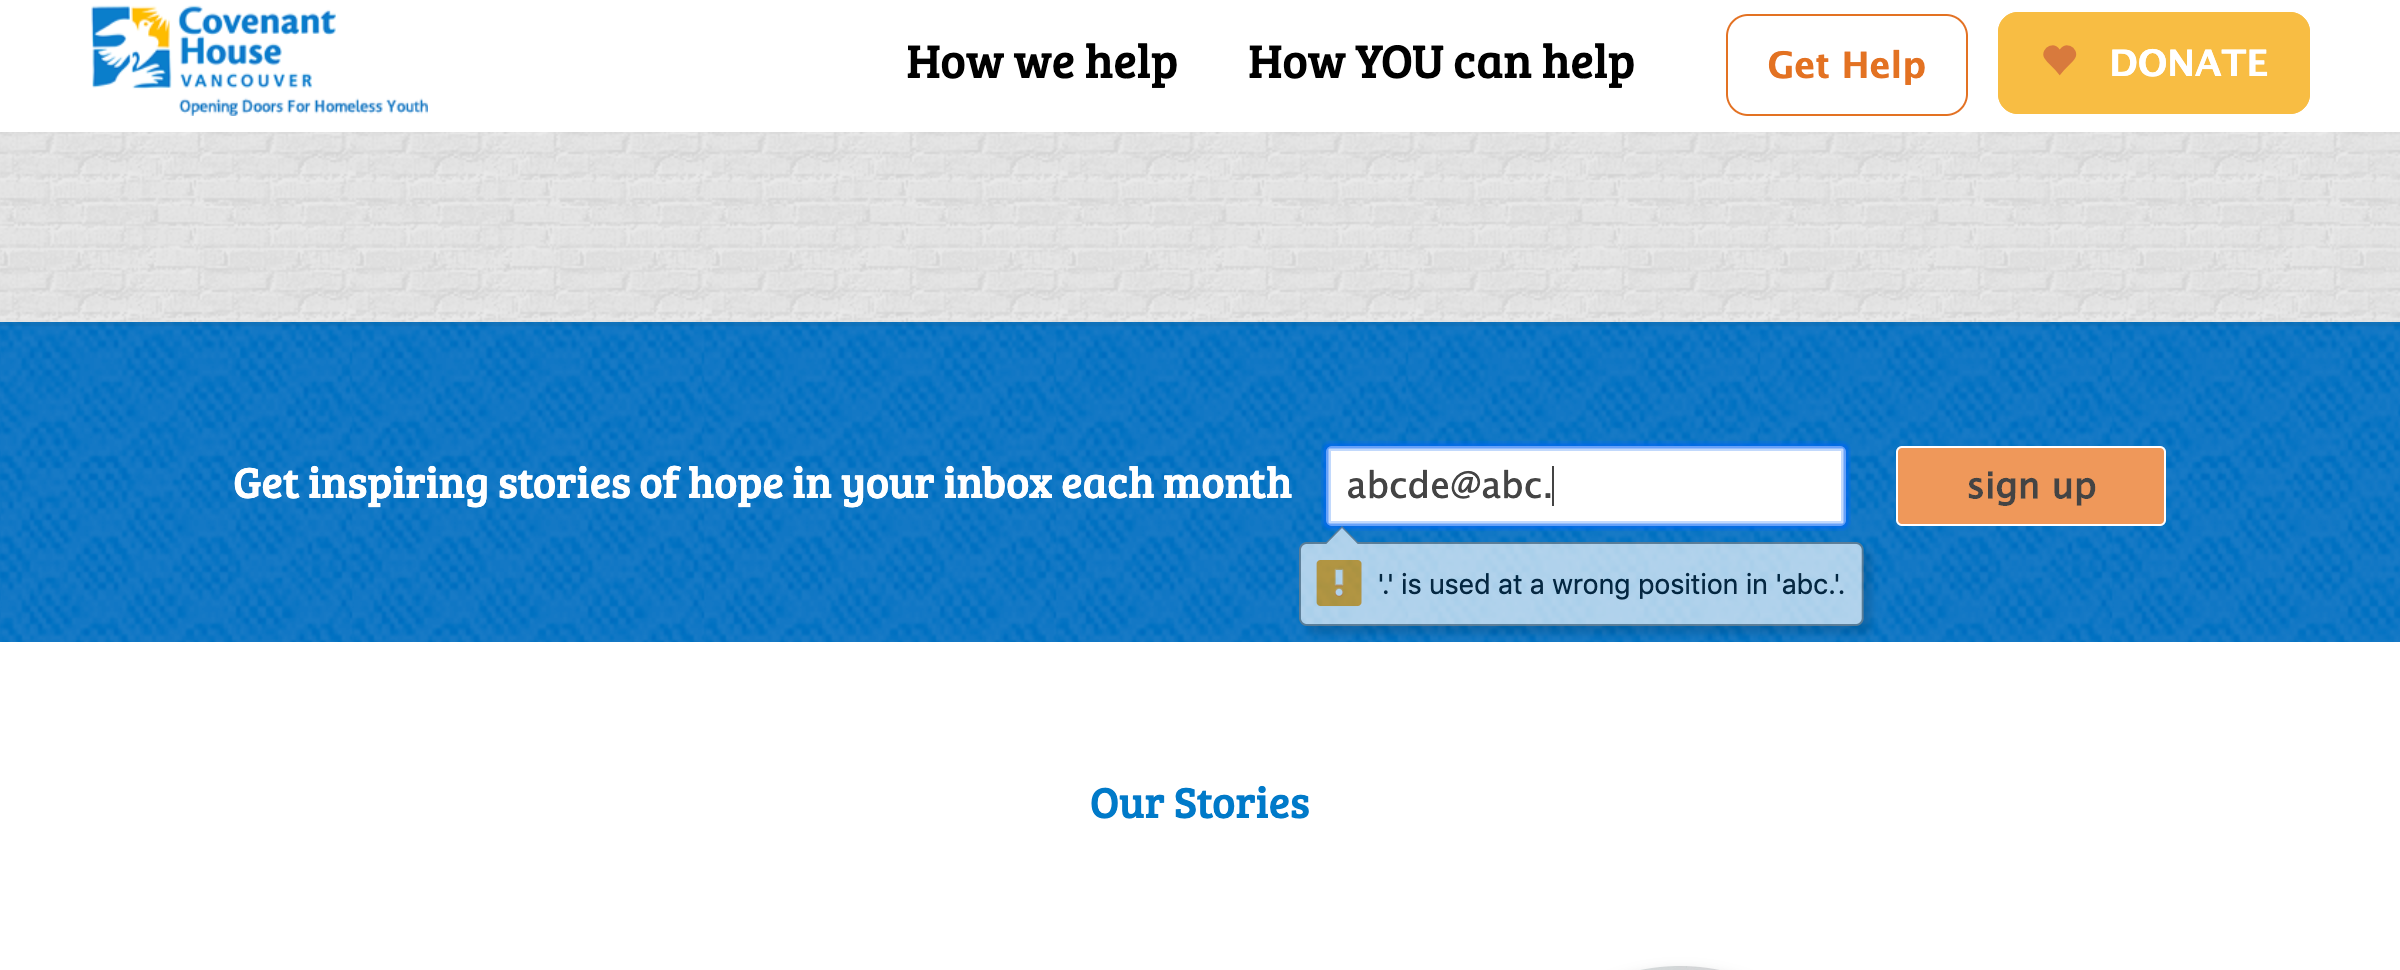 Covenant
House
VANCOUVER
Opening Doors For Homeless Youth
How we help
How YOU can help
Get Help
DONATE
Get inspiring stories of hope in your inbox each month
abcde@abc.
sign up
'.' is used at a wrong position in 'abc.'.
Our Stories